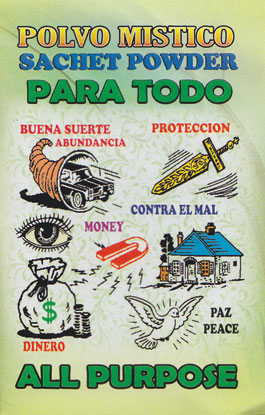 POLVO MISTICO
SACHET POWDER
PARA TODO
BUENA SUERTE
ABUNDANCIA
PROTECCION
CONTRA EL MAL
MONEY
$
PAZ
PEACE
DINERO
ALL PURPOSE